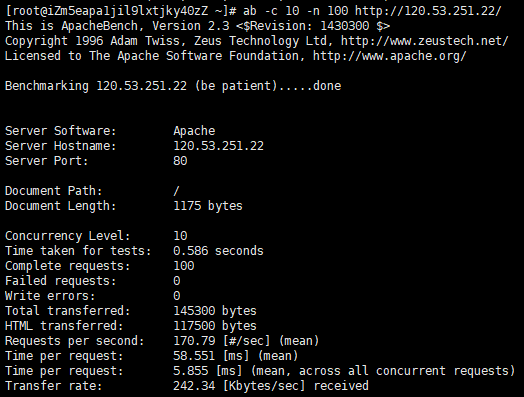 [root@iZm5eapa1jil9lxtjky40zZ ~]# ab -c 10 -n 100 http://120.53.251.22/
This is ApacheBench, Version 2.3 <$Revision: 1430300 $>
Copyright 1996 Adam Twiss, Zeus Technology Ltd, http://www.zeustech.net/
Licensed to The Apache Software Foundation, http://www.apache.org/
Benchmarking 120.53.251.22 (be patient).....done
Server Software: Apache
Server Hostname: 120.53.251.22
Server Port: 80
Document Path: /
Document Length: 1175 bytes
Concurrency Level: 10
Time taken for tests: 0.586 seconds
Complete requests: 100
Failed requests: 0
Write errors: 0
Total transferred: 145300 bytes
HTML transferred: 117500 bytes
Requests per second: 170.79 [#/sec] (mean)
Time per request: 58.551 [ms] (mean)
Time per request: 5.855 [ms] (mean, across all concurrent requests)
Transfer rate: 242.34 [Kbytes/sec] received